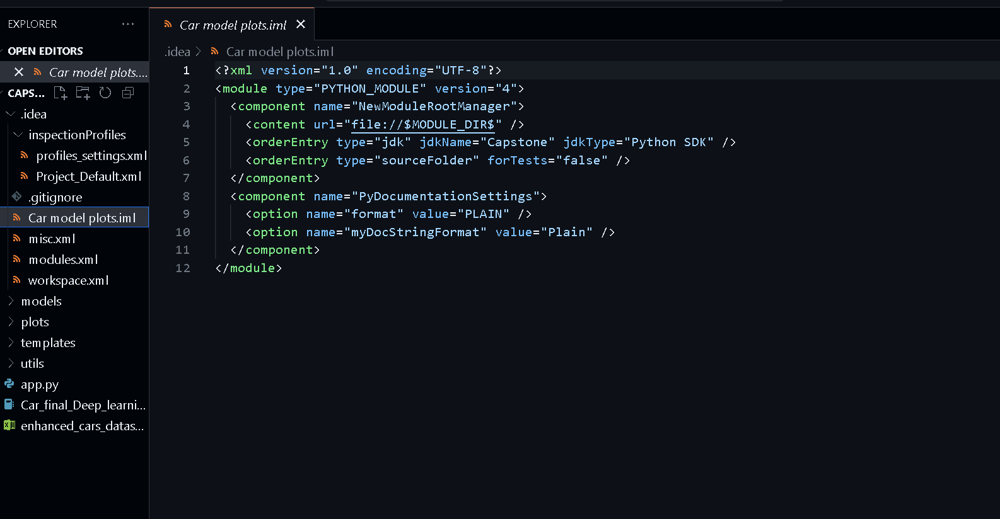 EXPLORER ...
OPEN EDITORS
Car model plots....
CAPS...
.idea
inspectionProfiles
profiles_settings.xml
Project_Default.xml
.gitignore
Car model plots.iml
misc.xml
modules.xml
workspace.xml
models
plots
templates
utils
app.py
Car_final_Deep_learni...
enhanced_cars_datas...
Car model plots.iml
.idea > Car model plots.iml
1 <?xml version="1.0" encoding="UTF-8"?>
2 <module type="PYTHON_MODULE" version="4">
3 <component name="NewModuleRootManager">
4 <content url="file://$MODULE_DIR$" />
5 <orderEntry type="jdk" jdkName="Capstone" jdkType="Python SDK" />
6 <orderEntry type="sourceFolder" forTests="false" />
7 </component>
8 <component name="PyDocumentationSettings">
9 <option name="format" value="PLAIN" />
10 <option name="myDocStringFormat" value="Plain" />
11 </component>
12 </module>